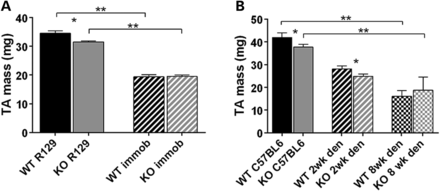 A
B
**
**
*
TA mass (mg)
40
30
20
10
0
WT R129
KO R129
WT immob
KO immob
**
**
*
*
TA mass (mg)
50
40
30
20
10
0
WT C57BL6
KO C57BL6
WT 2wk den
KO 2wk den
WT 8wk den
KO 8 wk den